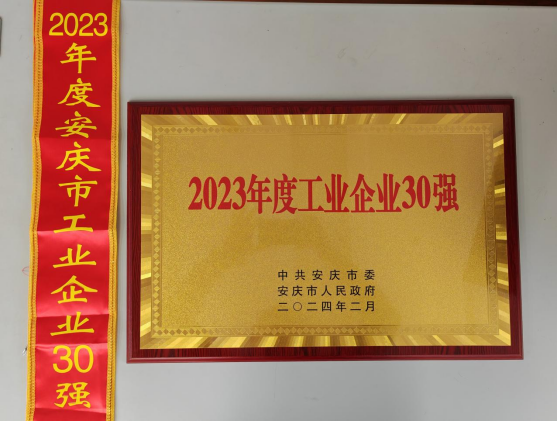 2023年度安庆市工业企业30强
2023年度工业企业30强
中共安庆市委
安庆市人民政府
二〇二四年二月